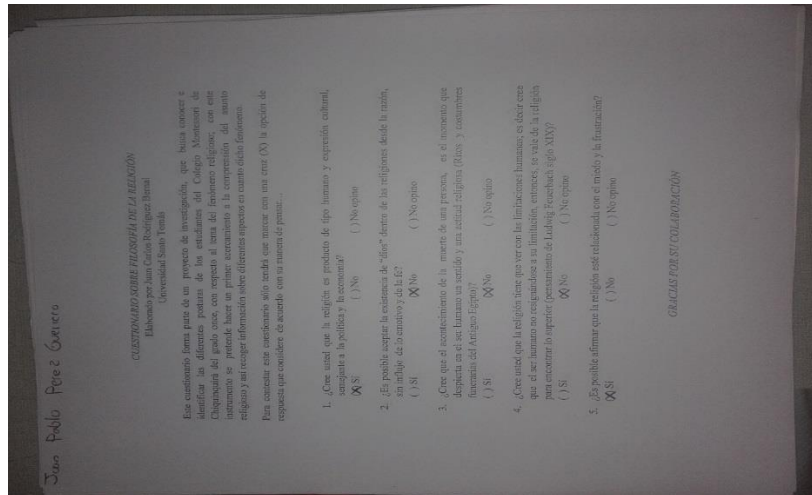 Juan Pablo Pérez Guerrero
CUESTIONARIO SOBRE FILOSOFÍA DE LA RELIGIÓN
Elaborado por Juan Carlos Rodríguez Bernal
Universidad Santo Tomás
Este cuestionario forma parte de un proyecto de investigación, que busca conocer e
identificar las diferentes posturas de los estudiantes del Colegio Montessori de
Chiquinquirá del grado once, con respecto al tema del fenómeno religioso; con este
instrumento se pretende hacer un primer acercamiento a la comprensión del asunto
religioso y así recoger información sobre diferentes aspectos en cuanto dicho fenómeno.
Para contestar este cuestionario sólo tendrá que marcar con una cruz (X) la opción de
respuesta que considere de acuerdo con su manera de pensar...
1. ¿Cree usted que la religión es producto de tipo humano y expresión cultural,
semejante a la política y la economía?
(X) Sí ( ) No ( ) No opino
2. ¿Es posible aceptar la existencia de "dios" dentro de las religiones desde la razón,
sin influjo de lo emotivo y de la fe?
( ) Sí (X) No ( ) No opino
3. ¿Cree que el acontecimiento de la muerte de una persona, es el momento que
despierta en el ser humano un sentido y una actitud religiosa (Ritos y costumbres
funerarias del Antiguo Egipto)?
( ) Sí (X) No ( ) No opino
4. ¿Cree usted que la religión tiene que ver con las limitaciones humanas; es decir cree
que el ser humano no resignándose a su limitación, entonces, se vale de la religión
para encontrar lo superior (pensamiento de Ludwig Feuerbach siglo XIX)?
( ) Sí (X) No ( ) No opino
5. ¿Es posible afirmar que la religión esté relacionada con el miedo y la frustración?
(X) Sí ( ) No ( ) No opino
GRACIAS POR SU COLABORACIÓN